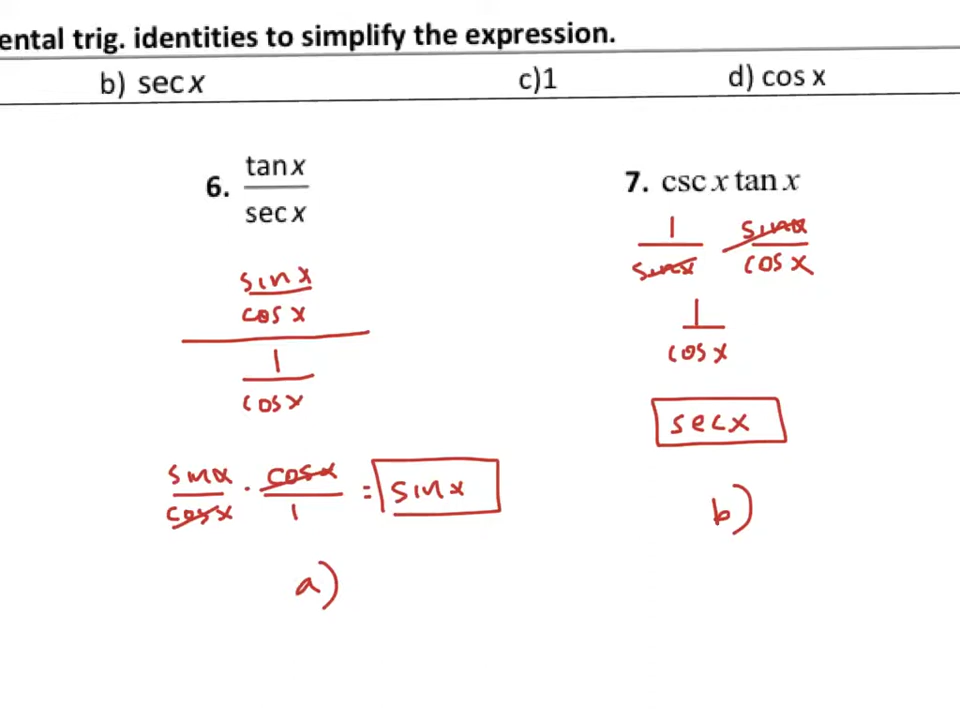 ental trig. identities to simplify the expression.
b) sec x c)1 d) cos x
6. tan x
sec x
sin x
cos x
1
cos x
sin x · cos x = sin x
cos x 1
a)
7. csc x tan x
1 sin x
sin x cos x
1
cos x
sec x
b)